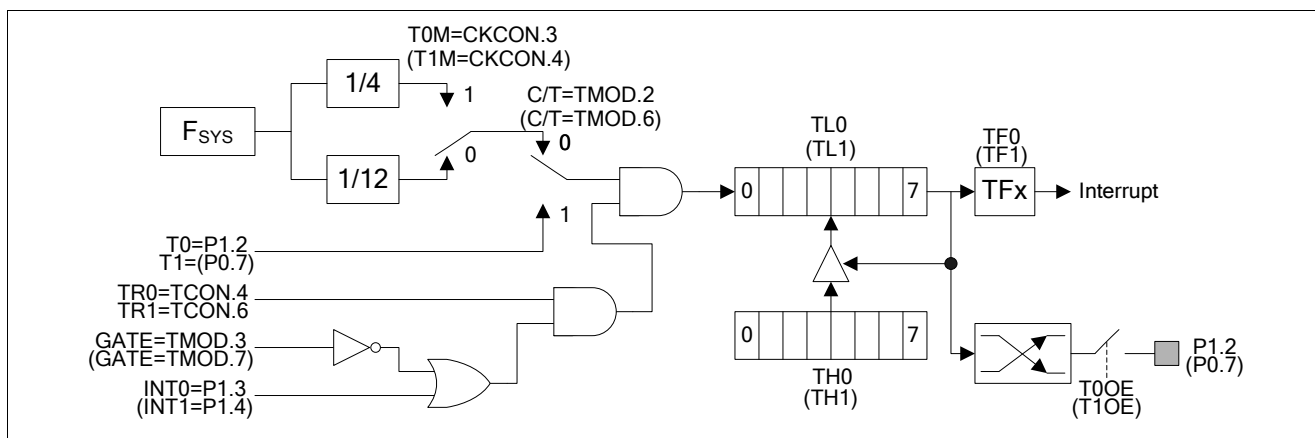 T0M=CKCON.3
(T1M=CKCON.4)
1/4
1
C/T=TMOD.2
(C/T=TMOD.6)
FSYS
0
0
1/12
1
TL0
(TL1)
0
7
TF0
(TF1)
TFx
Interrupt
T0=P1.2
T1=(P0.7)
TR0=TCON.4
TR1=TCON.6
GATE=TMOD.3
(GATE=TMOD.7)
INT0=P1.3
(INT1=P1.4)
0
7
TH0
(TH1)
P1.2
(P0.7)
T0OE
(T1OE)